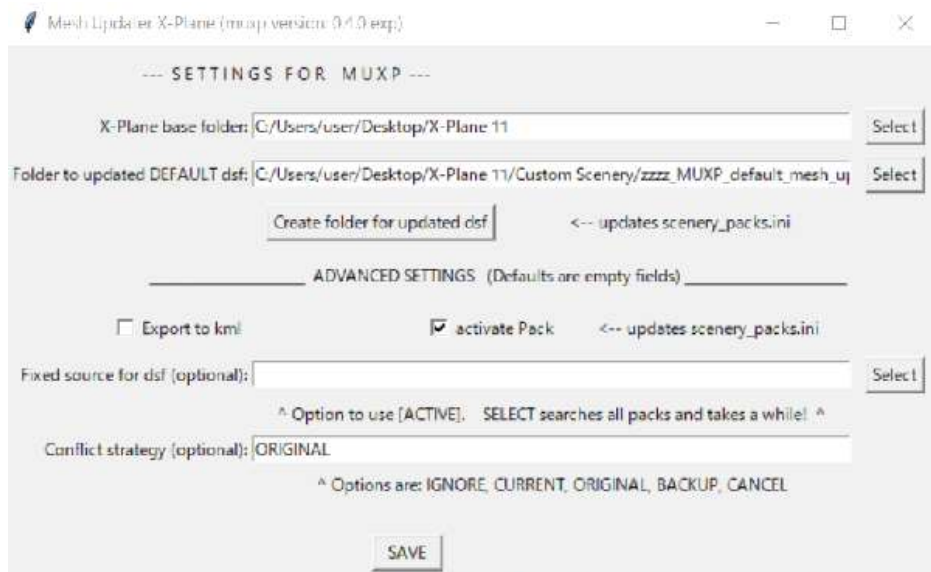 Mesh Updater X-Plane (muxp version: 0.4.0 exp)
--- S E T T I N G S  F O R  M U X P ---
X-Plane base folder: C:/Users/user/Desktop/X-Plane 11 Select
Folder to updated DEFAULT dsf: C:/Users/user/Desktop/X-Plane 11/Custom Scenery/zzzz_MUXP_default_mesh_up Select
Create folder for updated dsf <-- updates scenery_packs.ini
ADVANCED SETTINGS (Defaults are empty fields)
Export to kml activate Pack <-- updates scenery_packs.ini
Fixed source for dsf (optional): Select
^ Option to use [ACTIVE]. SELECT searches all packs and takes a while! ^
Conflict strategy (optional): ORIGINAL
^ Options are: IGNORE, CURRENT, ORIGINAL, BACKUP, CANCEL
SAVE